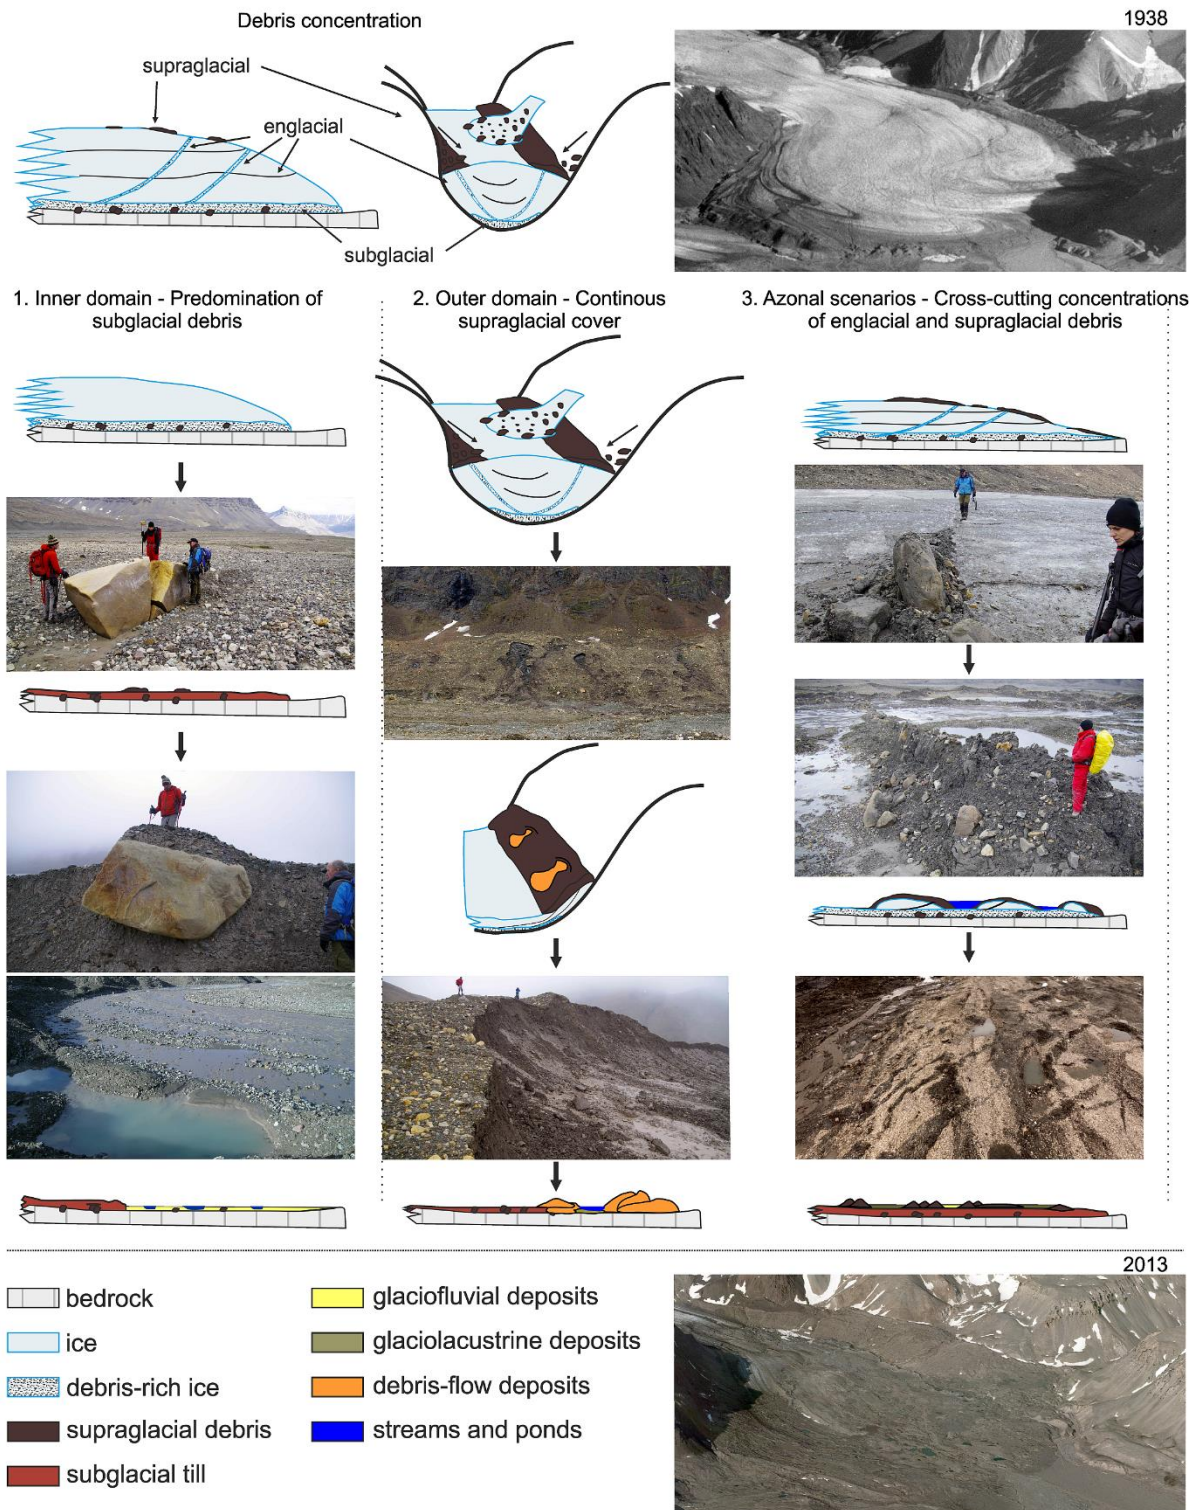 Debris concentration
1938
supraglacial
englacial
subglacial
1. Inner domain - Predomination of
subglacial debris
2. Outer domain - Continous
supraglacial cover
3. Azonal scenarios - Cross-cutting concentrations
of englacial and supraglacial debris
2013
bedrock
ice
debris-rich ice
supraglacial debris
subglacial till
glaciofluvial deposits
glaciolacustrine deposits
debris-flow deposits
streams and ponds